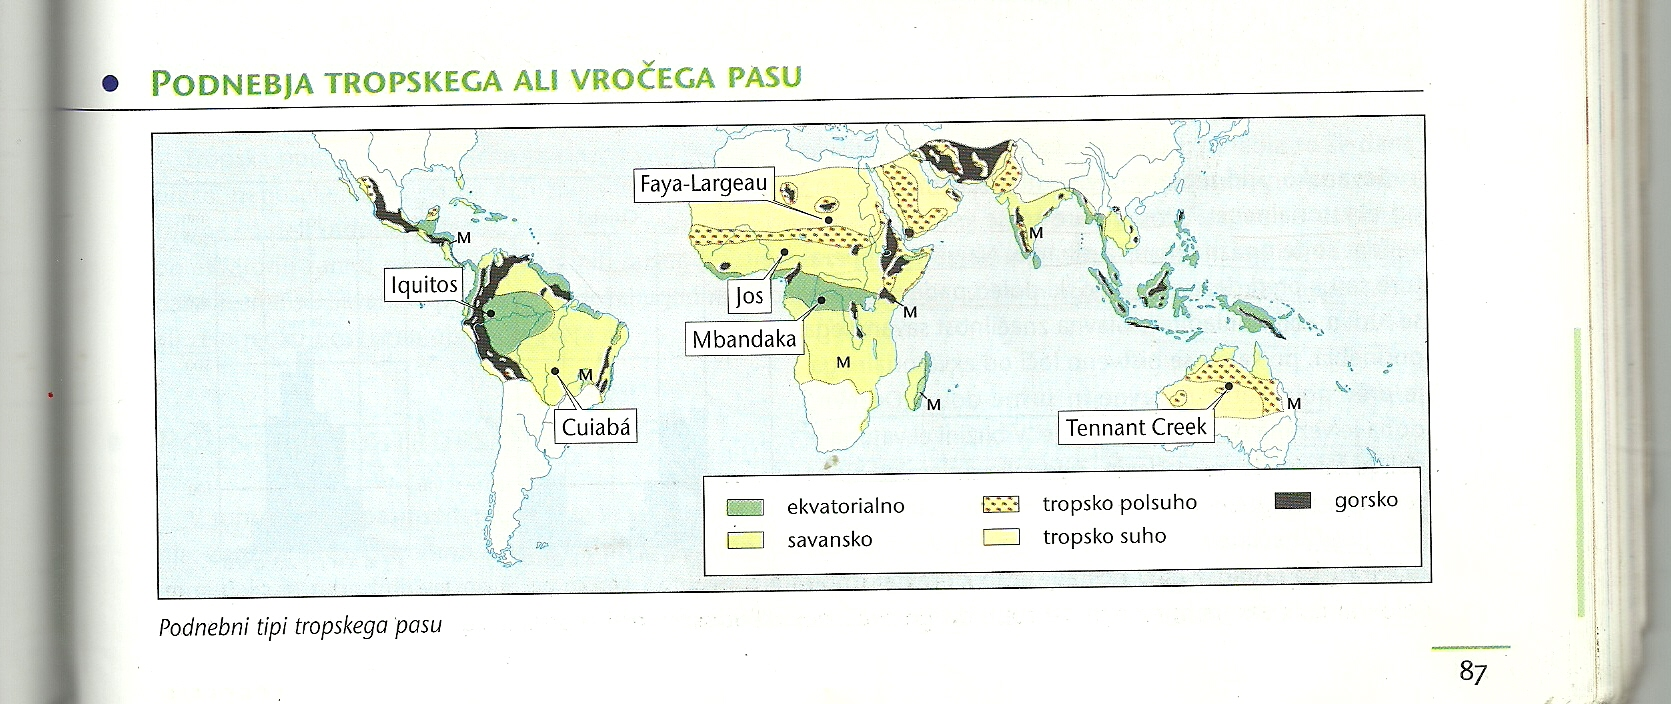 • PODNEBJA TROPSKEGA ALI VROČEGA PASU
Faya-Largeau
M
M
Iquitos
Jos
M
Mbandaka
M
M
M
M
Cuiabá
Tennant Creek
ekvatorialno
tropsko polsuho
gorsko
savansko
tropsko suho
Podnebni tipi tropskega pasu
87